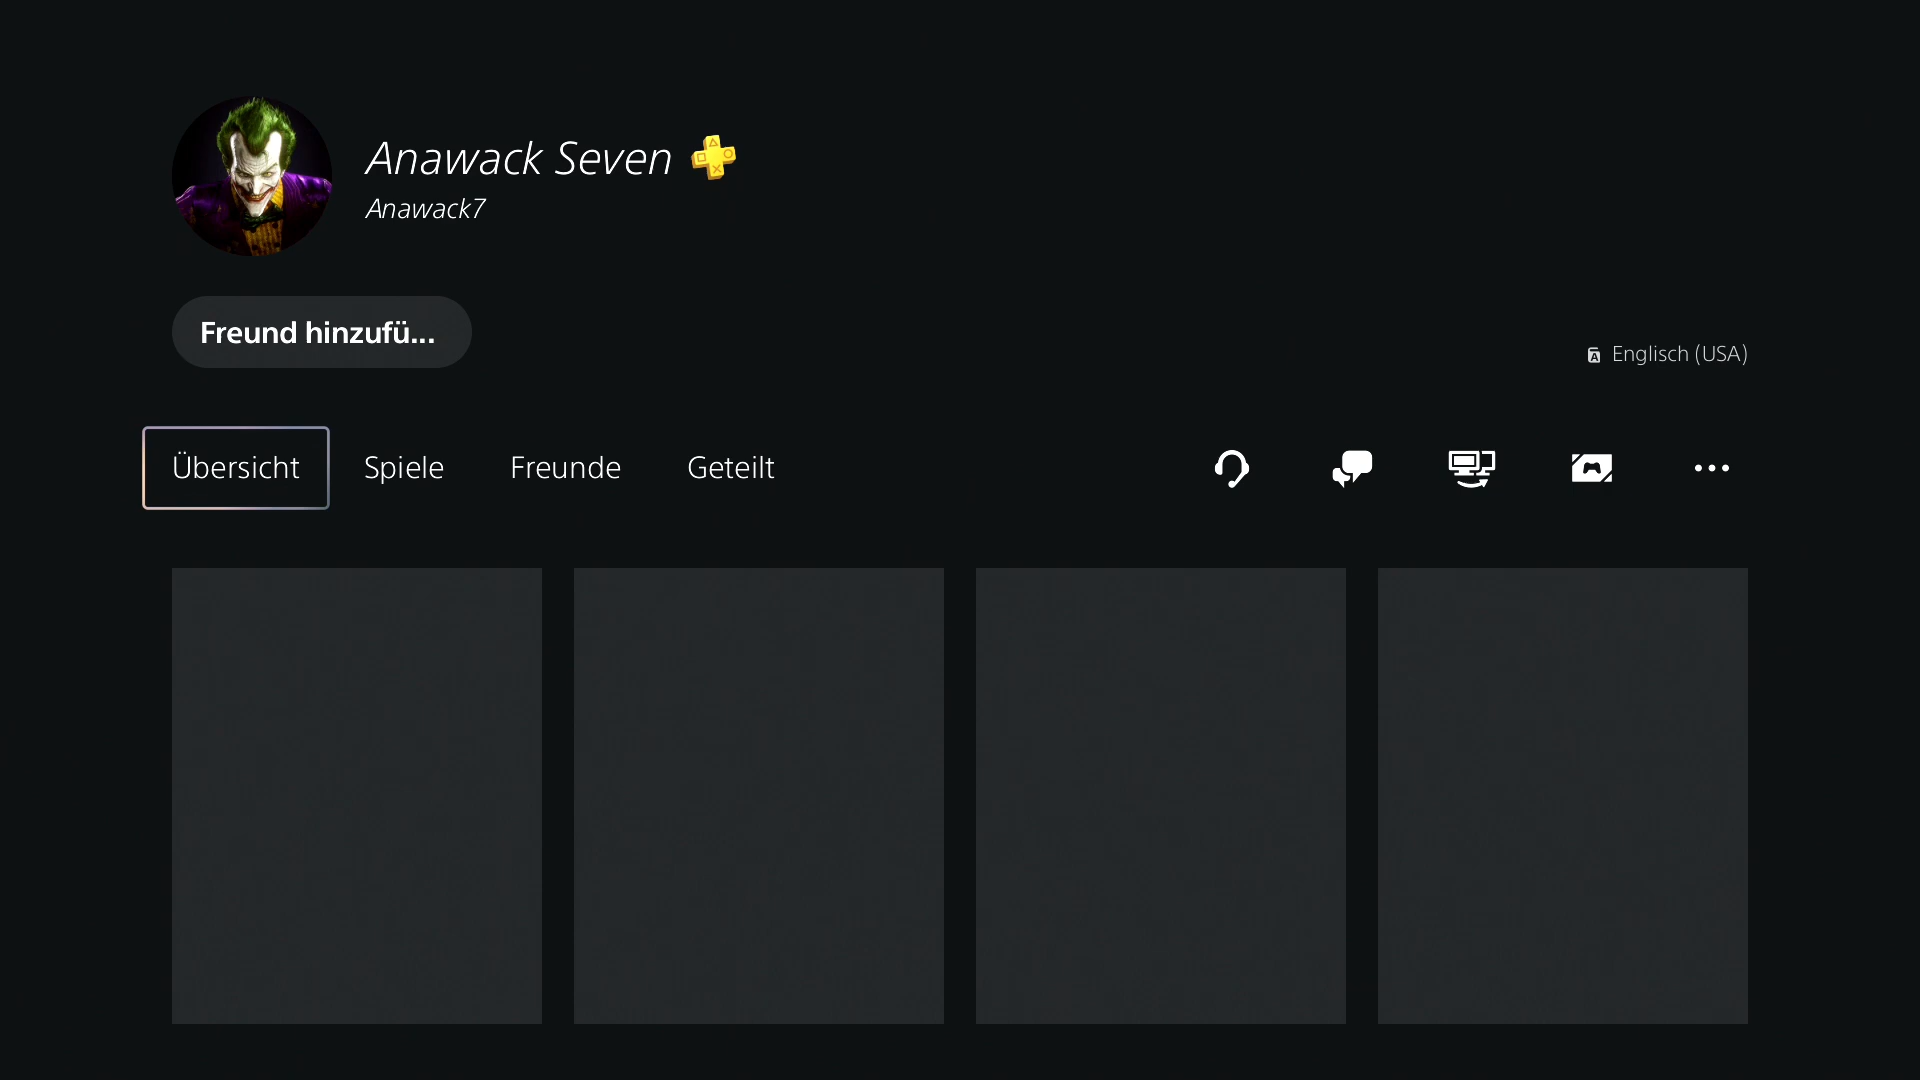 Anawack Seven
Anawack7
Freund hinzufü...
Englisch (USA)
Übersicht
Spiele
Freunde
Geteilt